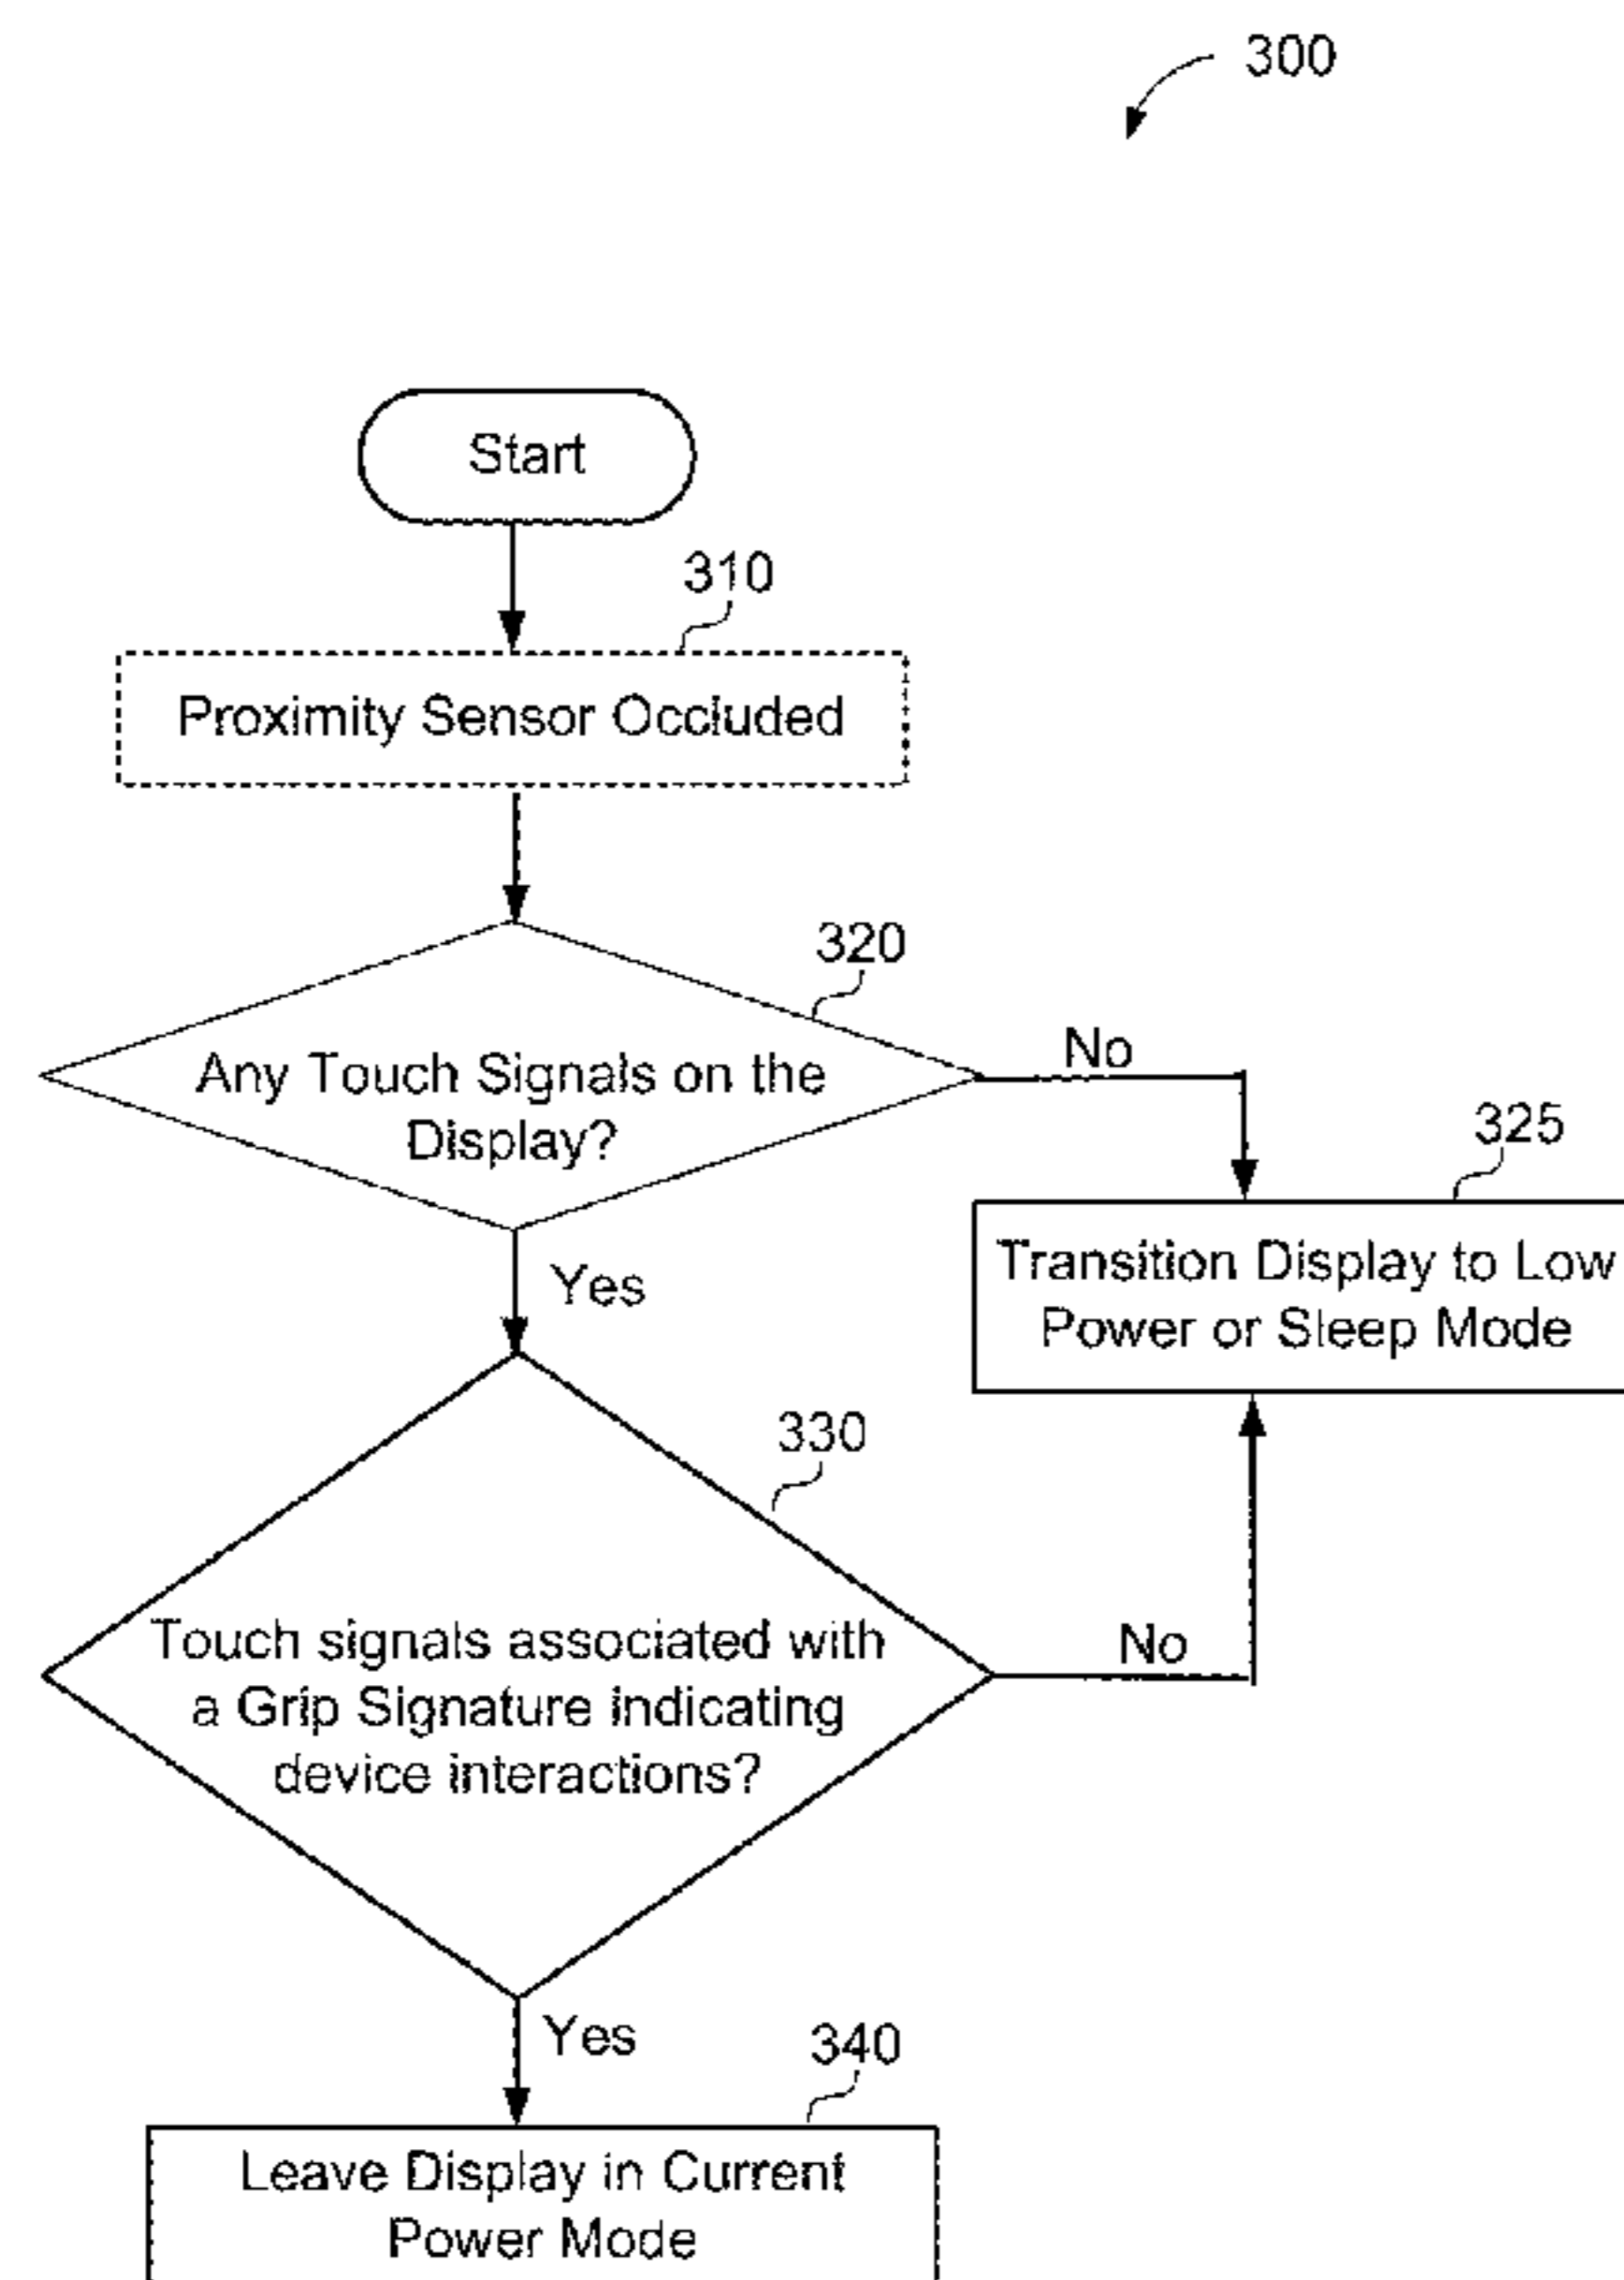 300
Start
310
Proximity Sensor Occluded
320
Any Touch Signals on the
Display?
No
325
Transition Display to Low
Power or Sleep Mode
Yes
330
Touch signals associated with
a Grip Signature indicating
device interactions?
No
Yes
340
Leave Display in Current
Power Mode